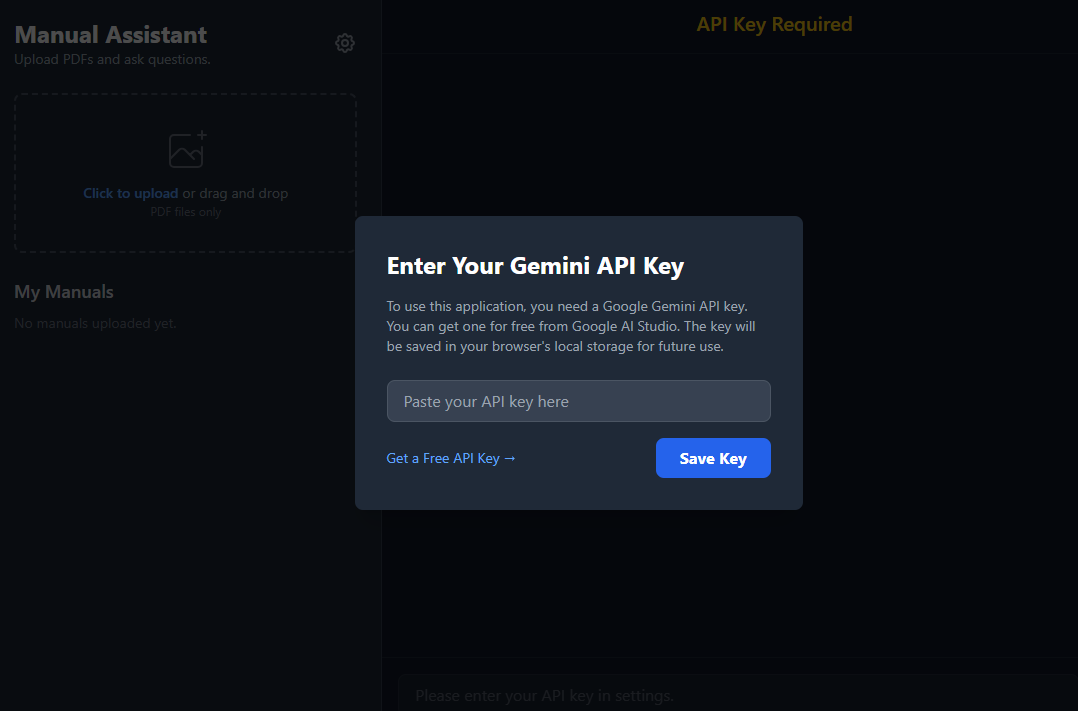 Manual Assistant
Upload PDFs and ask questions.
Click to upload or drag and drop
PDF files only
My Manuals
No manuals uploaded yet.
API Key Required
Enter Your Gemini API Key
To use this application, you need a Google Gemini API key.
You can get one for free from Google AI Studio. The key will
be saved in your browser's local storage for future use.
Paste your API key here
Get a Free API Key →
Save Key
Please enter your API key in settings.